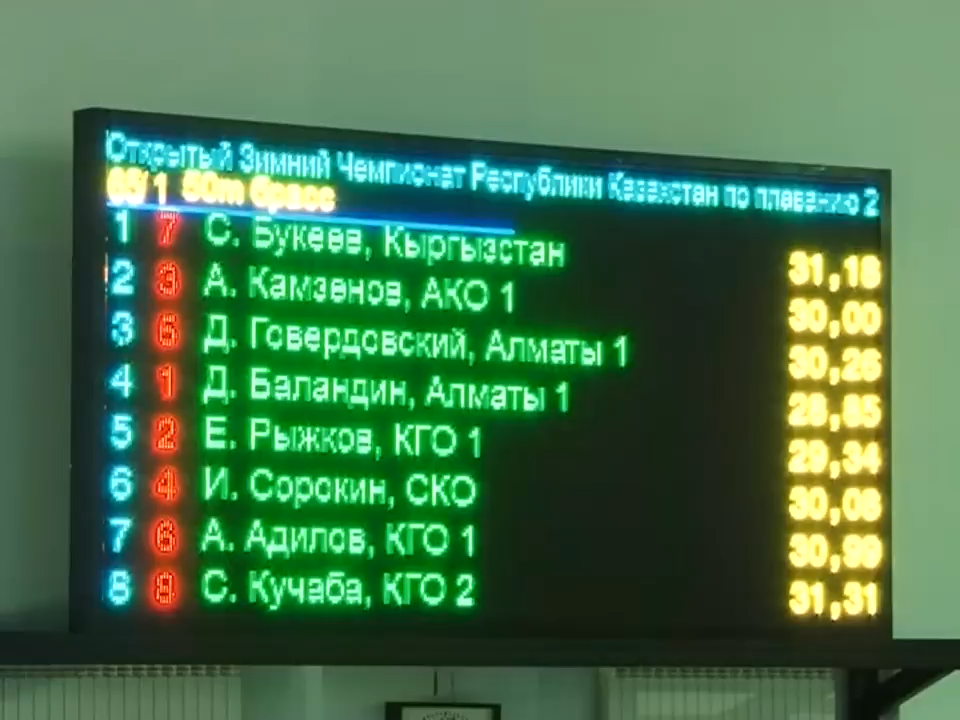 Открытый Зимний Чемпионат Республики Казахстан по плаванию 2
65/1 50m брасс
1 7 С. Букеев, Кыргызстан 31,18
2 3 А. Камзенов, АКО 1 30,00
3 5 Д. Говердовский, Алматы 1 30,26
4 1 Д. Баландин, Алматы 1 28,85
5 2 Е. Рыжков, КГО 1 29,34
6 4 И. Сорокин, СКО 30,08
7 6 А. Адилов, КГО 1 30,99
8 8 С. Кучаба, КГО 2 31,31